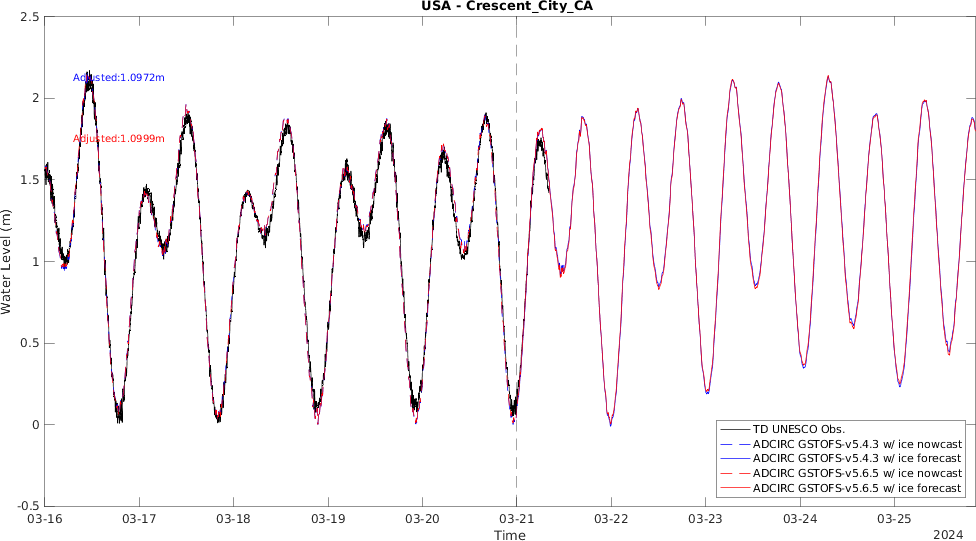 USA - Crescent_City_CA
2.5
2
1.5
1
0.5
0
-0.5
Water Level (m)
Adjusted:1.0972m
Adjusted:1.0999m
TD UNESCO Obs.
ADCIRC GSTOFS-v5.4.3 w/ ice nowcast
ADCIRC GSTOFS-v5.4.3 w/ ice forecast
ADCIRC GSTOFS-v5.6.5 w/ ice nowcast
ADCIRC GSTOFS-v5.6.5 w/ ice forecast
03-16 03-17 03-18 03-19 03-20 03-21 03-22 03-23 03-24 03-25
Time
2024